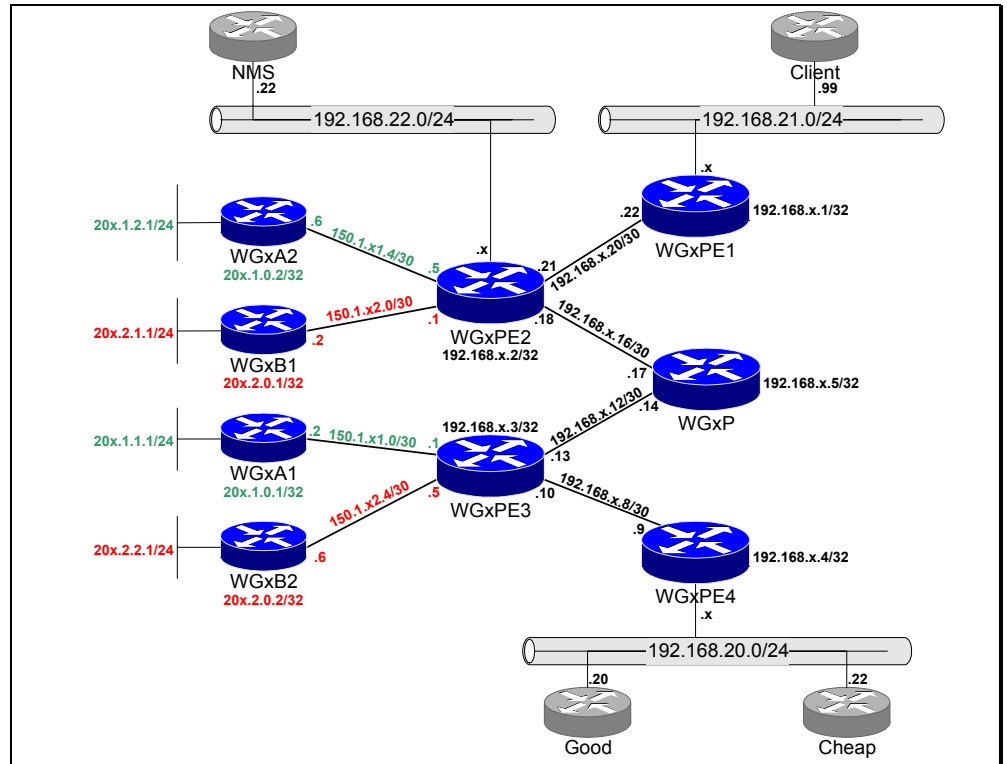 NMS
.22
Client
.99
192.168.22.0/24
192.168.21.0/24
20x.1.2.1/24
.6
WGxA2
20x.1.0.2/32
150.1.x1.4/30
.5
.x
.x
.22
192.168.x.1/32
WGxPE1
.21
192.168.x.20/30
20x.2.1.1/24
.2
WGxB1
20x.2.0.1/32
150.1.x2.0/30
.1
WGxPE2
192.168.x.2/32
.18
192.168.x.16/30
.17
192.168.x.5/32
WGxP
.14
192.168.x.12/30
20x.1.1.1/24
.2
WGxA1
20x.1.0.1/32
150.1.x1.0/30
.1
192.168.x.3/32
.13
.5
.10
WGxPE3
150.1.x2.4/30
20x.2.2.1/24
.6
WGxB2
20x.2.0.2/32
192.168.x.8/30
.9
192.168.x.4/32
WGxPE4
.x
192.168.20.0/24
.20
.22
Good
Cheap